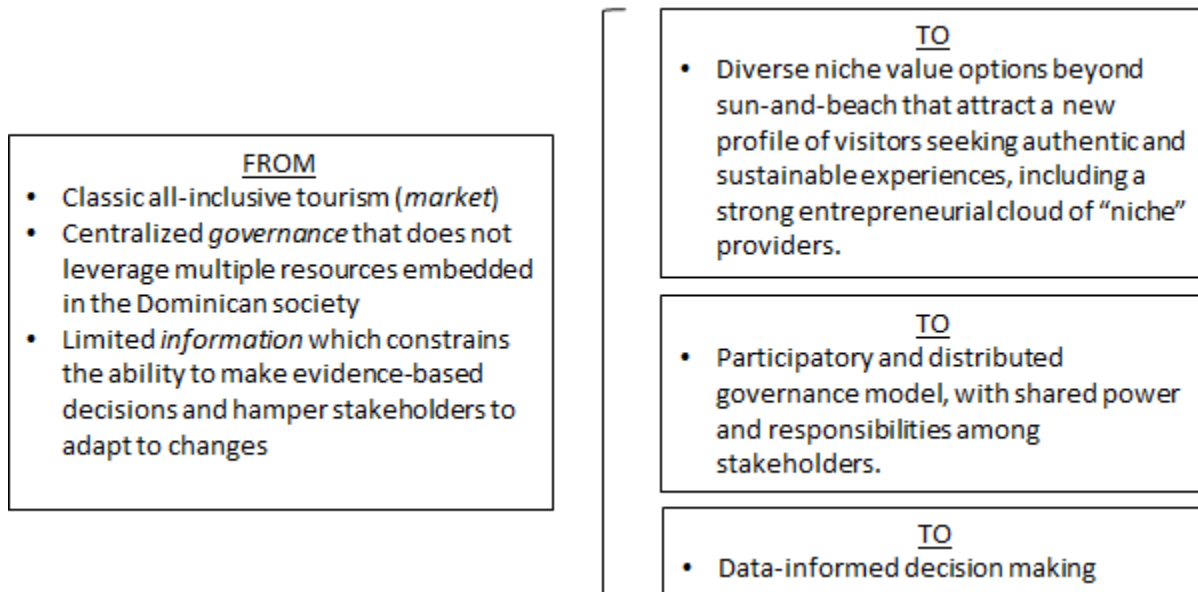 FROM
• Classic all-inclusive tourism (market)
• Centralized governance that does not
leverage multiple resources embedded
in the Dominican society
• Limited information which constrains
the ability to make evidence-based
decisions and hamper stakeholders to
adapt to changes
TO
• Diverse niche value options beyond
sun-and-beach that attract a new
profile of visitors seeking authentic and
sustainable experiences, including a
strong entrepreneurial cloud of “niche”
providers.
TO
• Participatory and distributed
governance model, with shared power
and responsibilities among
stakeholders.
TO
• Data-informed decision making